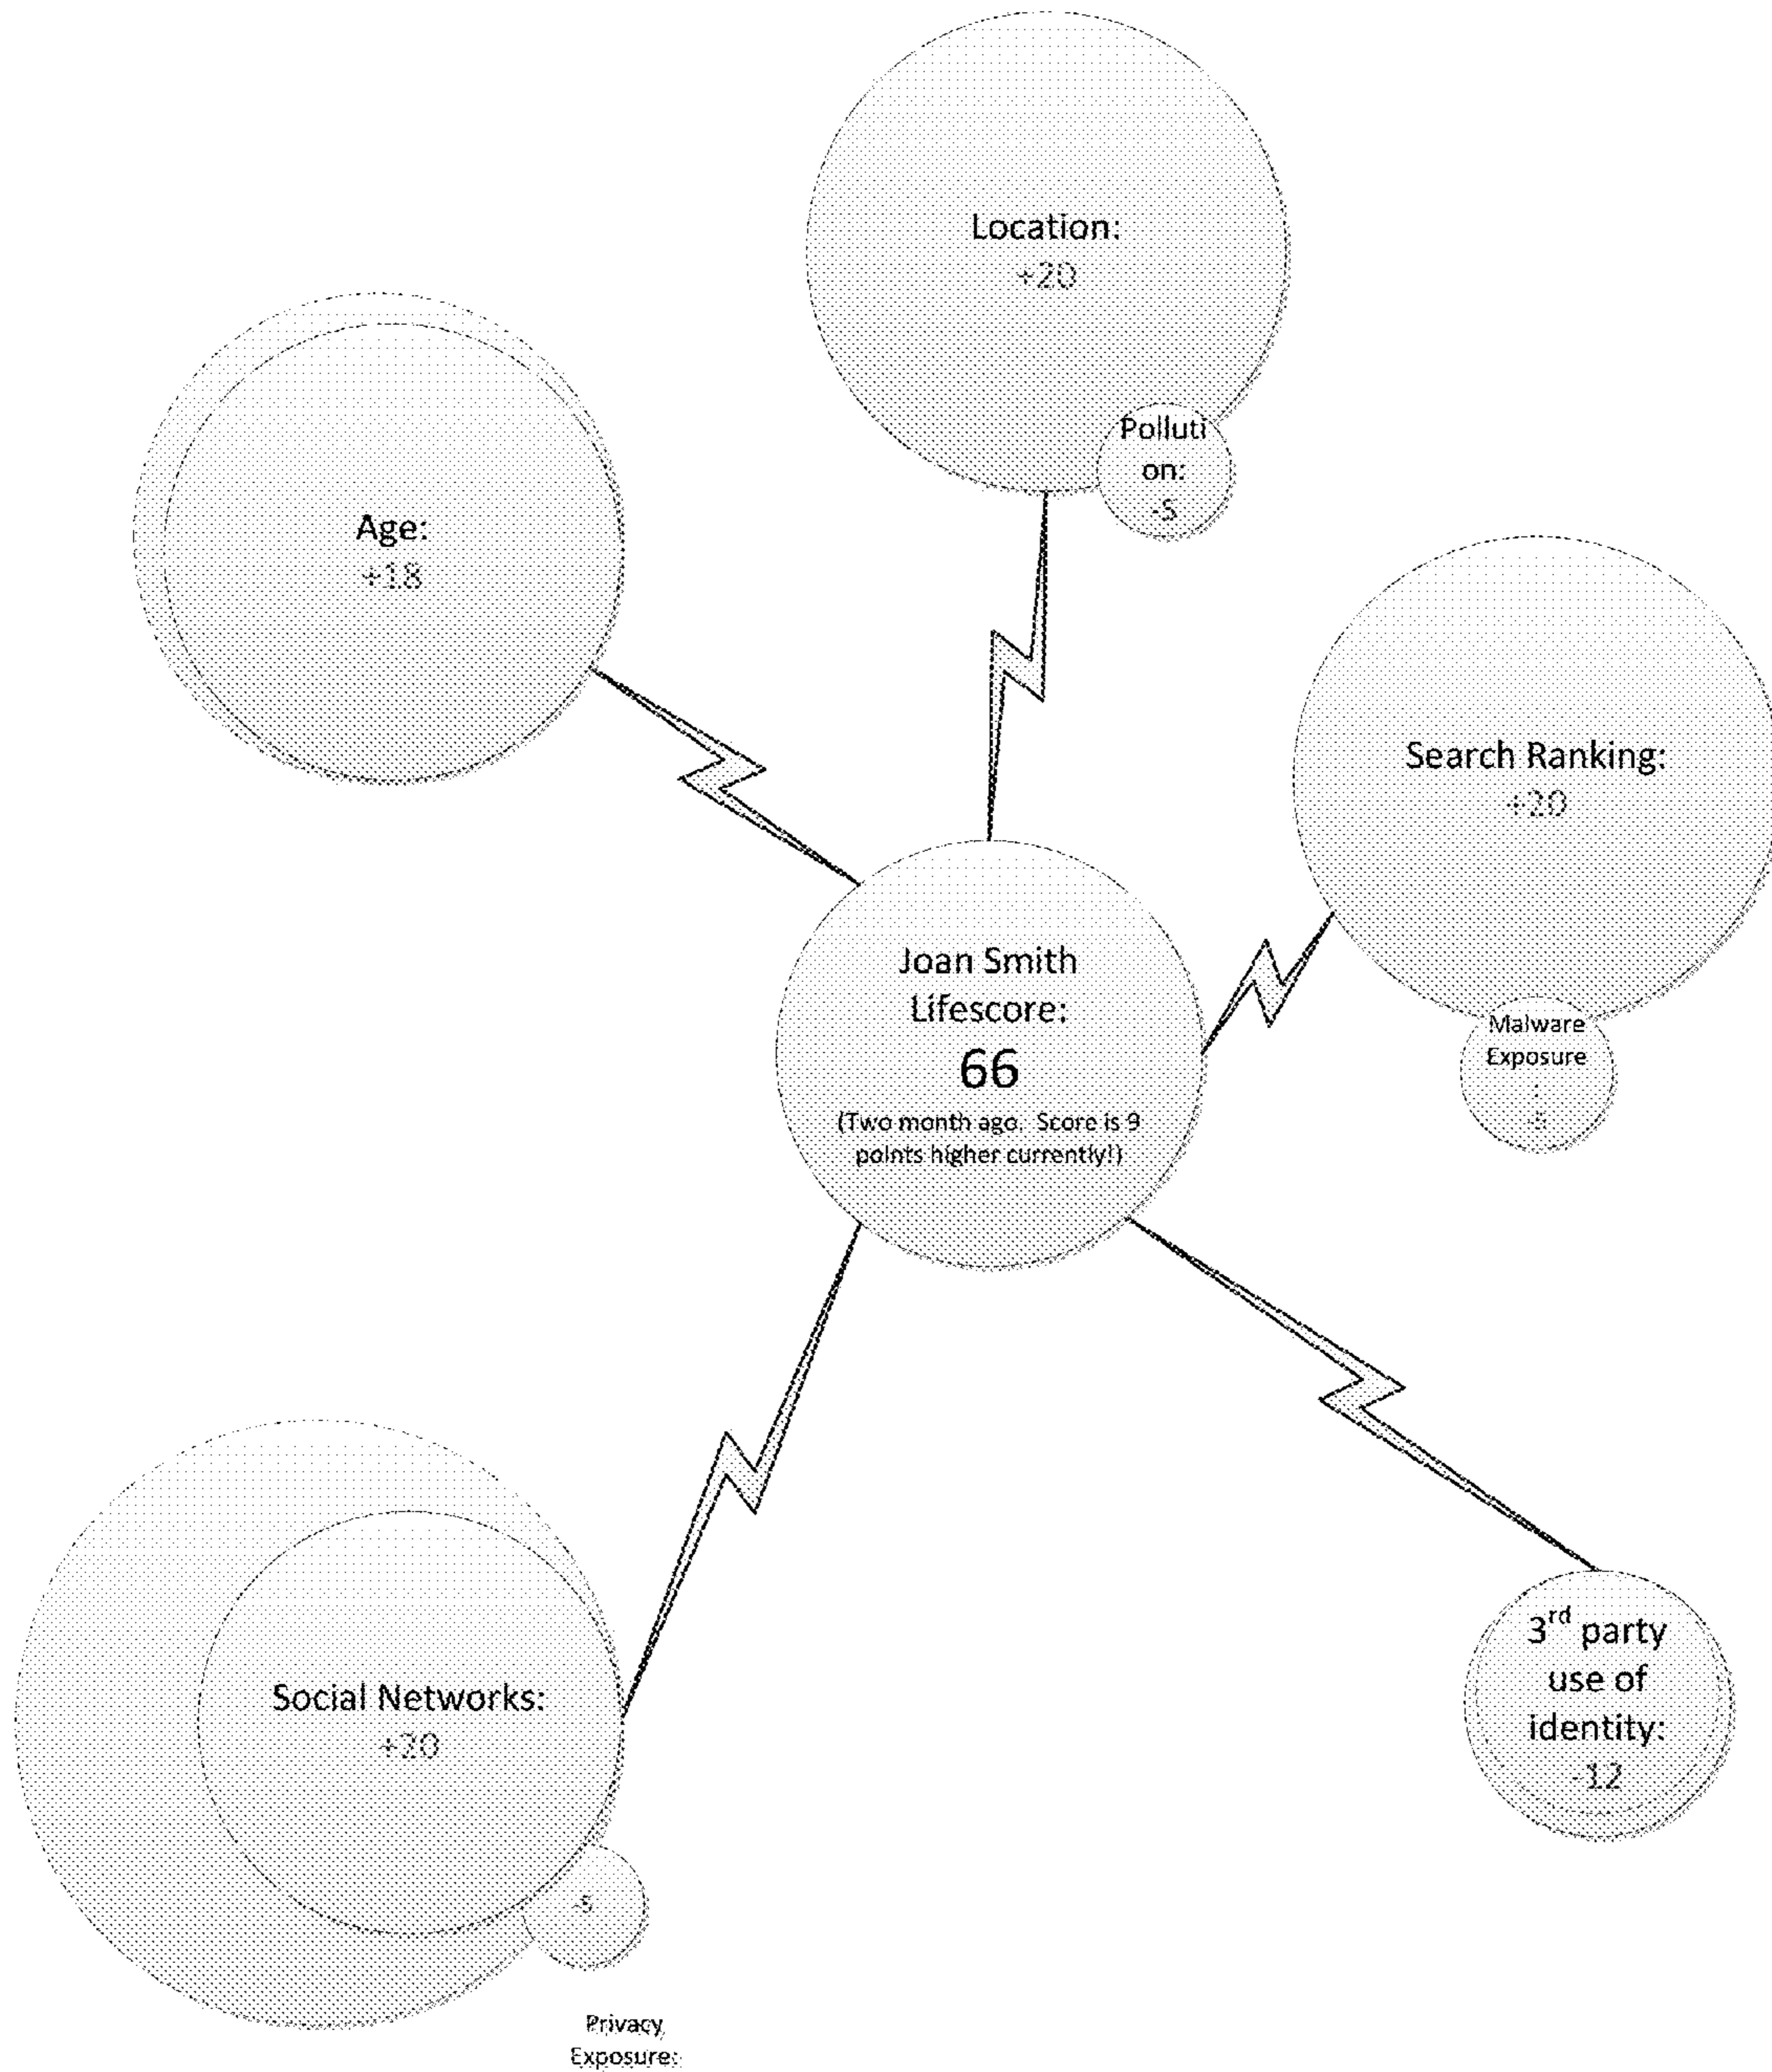 Location:
+20
Polluti
on:
-5
Age:
+18
Search Ranking:
+20
Malware
Exposure
:
-5
Joan Smith
Lifescore:
66
(Two month ago. Score is 9
points higher currently!)
Social Networks:
+20
-5
Privacy
Exposure:
3rd party
use of
identity:
-12